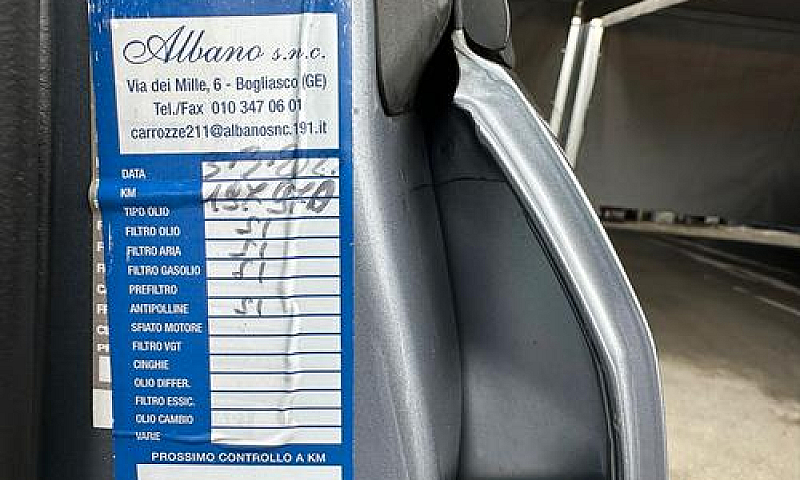 Albano s.n.c.
Via dei Mille, 6 - Bogliasco (GE)
Tel./Fax 010 347 06 01
carrozze211@albanosnc.191.it
DATA
KM 197.970
TIPO OLIO
FILTRO OLIO
FILTRO ARIA
FILTRO GASOLIO
PREFILTRO
ANTIPOLLINE
SFIATO MOTORE
FILTRO VGT
CINGHIE
OLIO DIFFER.
FILTRO ESSIC.
OLIO CAMBIO
VARIE
PROSSIMO CONTROLLO A KM